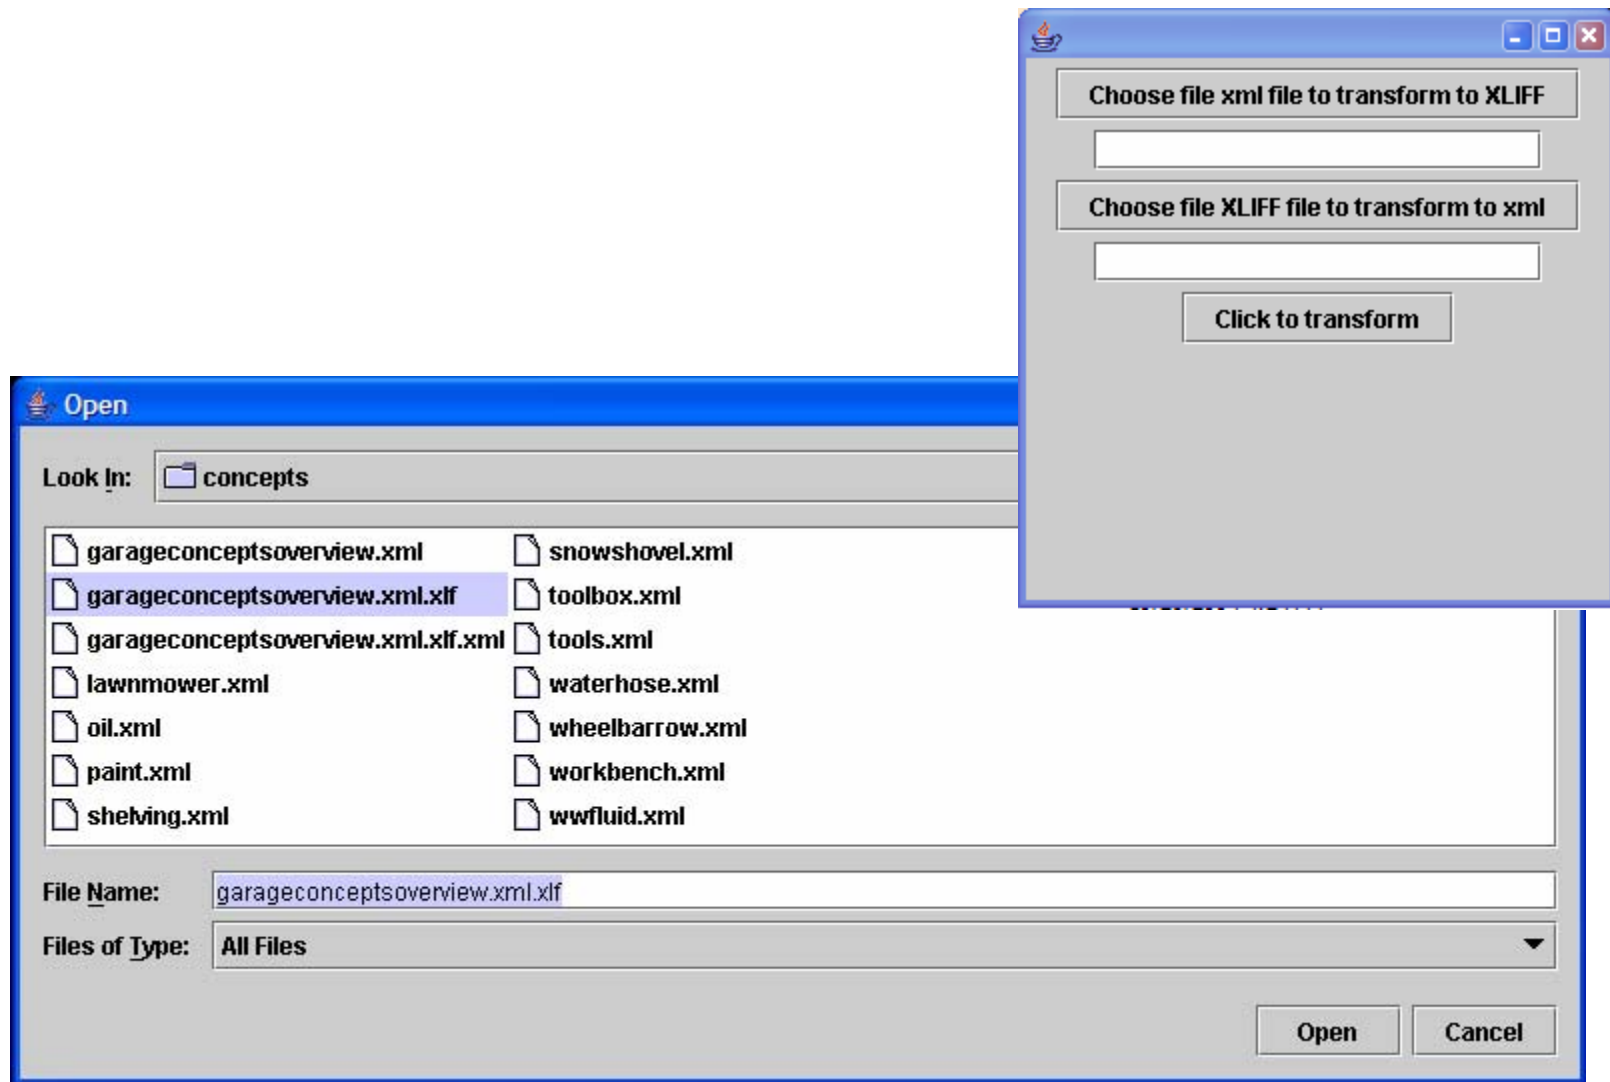 Choose file xml file to transform to XLIFF
Choose file XLIFF file to transform to xml
Click to transform
Open
Look In:
concepts
garageconceptsoverview.xml
garageconceptsoverview.xml.xlf
garageconceptsoverview.xml.xlf.xml
lawnmower.xml
oil.xml
paint.xml
shelving.xml
snowshovel.xml
toolbox.xml
tools.xml
waterhose.xml
wheelbarrow.xml
workbench.xml
wwfluid.xml
File Name:
garageconceptsoverview.xml.xlf
Files of Type:
All Files
Open
Cancel